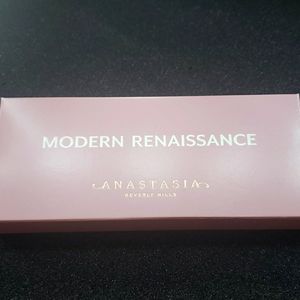 MODERN RENAISSANCE
ANASTASIA
BEVERLY HILLS